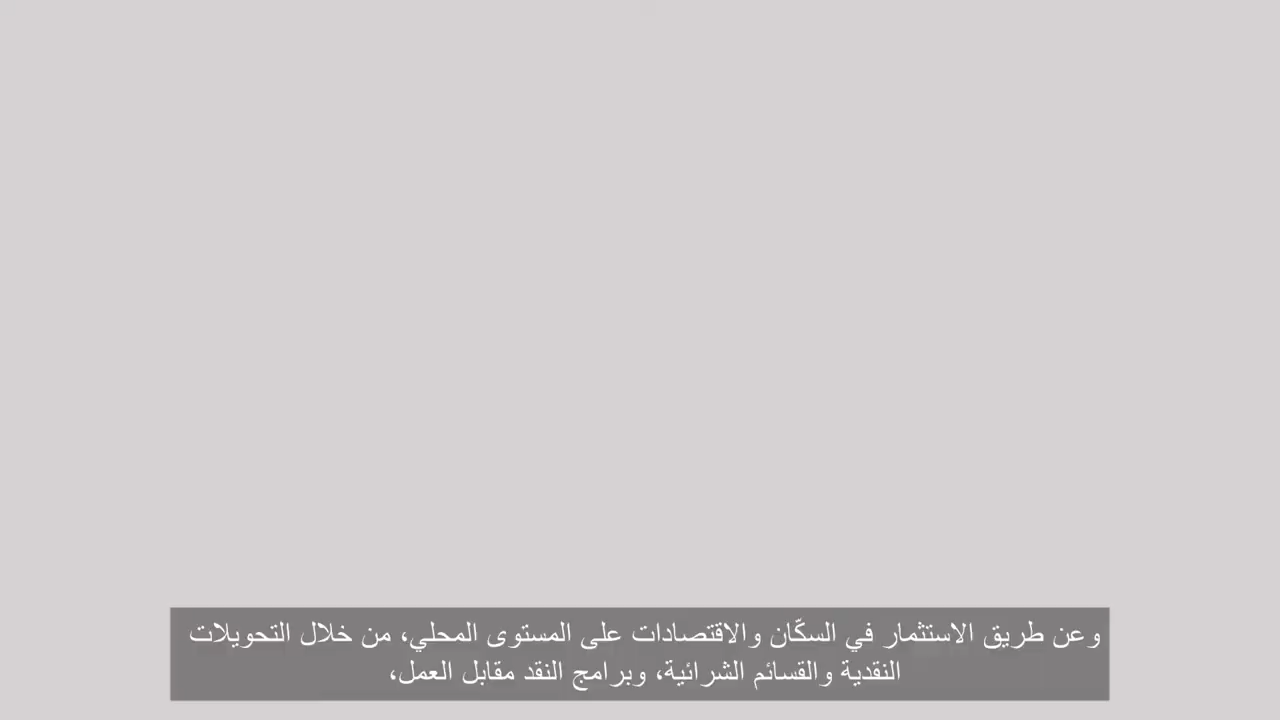 وعن طريق الاستثمار في السكّان والاقتصادات على المستوى المحلي، من خلال التحويلات
النقدية والقسائم الشرائية، وبرامج النقد مقابل العمل،